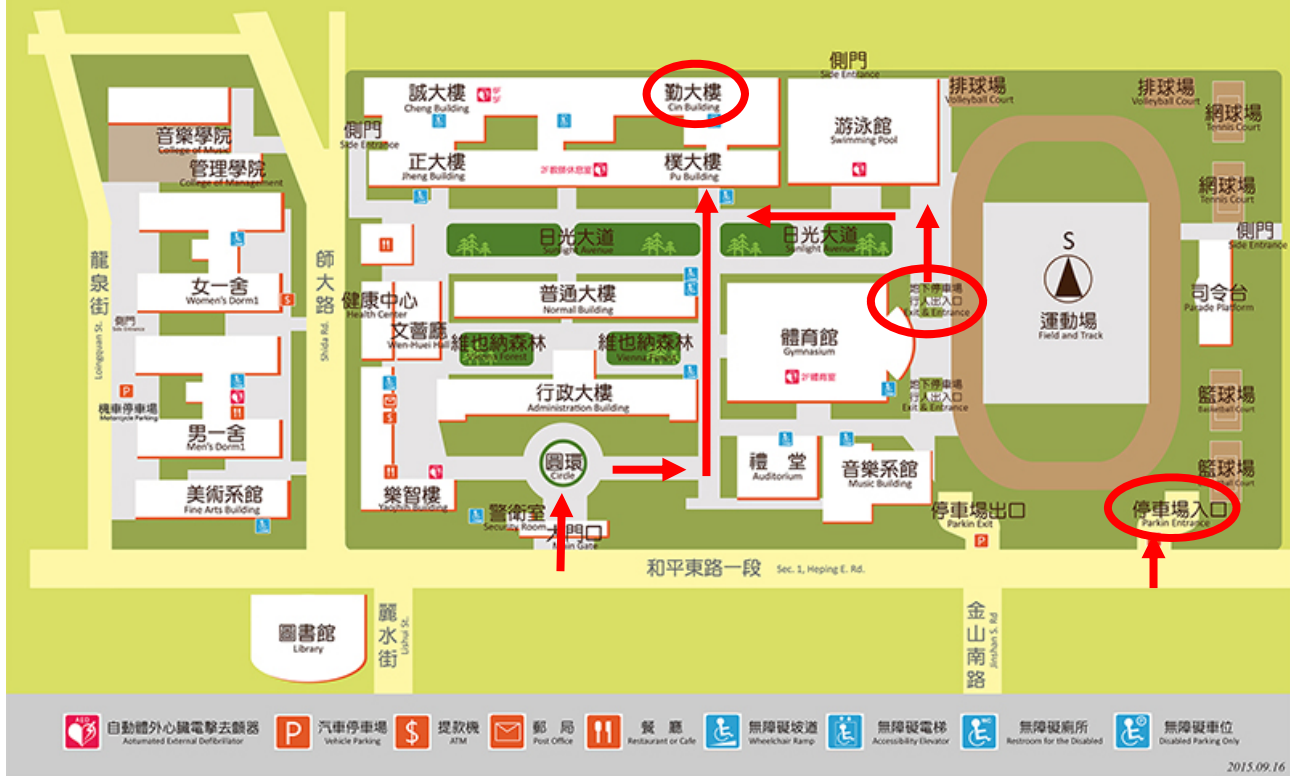 側門
Side Entrance
誠大樓
Cheng Building
勤大樓
Cin Building
排球場
Volleyball Court
排球場
Volleyball Court
網球場
Tennis Court
音樂學院
College of Music
管理學院
College of Management
側門
Side Entrance
正大樓
Jheng Building
2F教師休息室
樸大樓
Pu Building
游泳館
Swimming Pool
網球場
Tennis Court
側門
Side Entrance
日光大道
Sunlight Avenue
日光大道
Sunlight Avenue
S
龍泉街
Loingquan St.
師大路
Shida Rd.
女一舍
Women's Dorm1
側門
Side Entrance
健康中心
Health Center
文薈廳
Wen-Huei Hall
普通大樓
Normal Building
地下停車場
行人出入口
Exit & Entrance
運動場
Field and Track
司令台
Parade Platform
維也納森林
Vienna Forest
維也納森林
Vienna Forest
體育館
Gymnasium
2F體育室
行政大樓
Administration Building
地下停車場
行人出入口
Exit & Entrance
籃球場
Basketball Court
P
機車停車場
Motorcycle Parking
男一舍
Men's Dorm1
圓環
Circle
禮堂
Auditorium
音樂系館
Music Building
籃球場
Basketball Court
美術系館
Fine Arts Building
樂智樓
警衛室
Security Room
大門口
Main Gate
停車場出口
Parkin Exit
P
停車場入口
Parkin Entrance
和平東路一段 Sec. 1, Heping E. Rd.
圖書館
Library
麗水街
Lishui St.
金山南路
Jinshan S. Rd
AED
自動體外心臟電擊去顫器
Automated External Defibrillator
P
汽車停車場
Vehicle Parking
$
提款機
ATM
郵局
Post Office
餐廳
Restaurant or Cafe
無障礙坡道
Wheelchair Ramp
無障礙電梯
Accessibility Elevator
無障礙廁所
Restroom for the Disabled
無障礙車位
Disabled Parking Only
2015.09.16